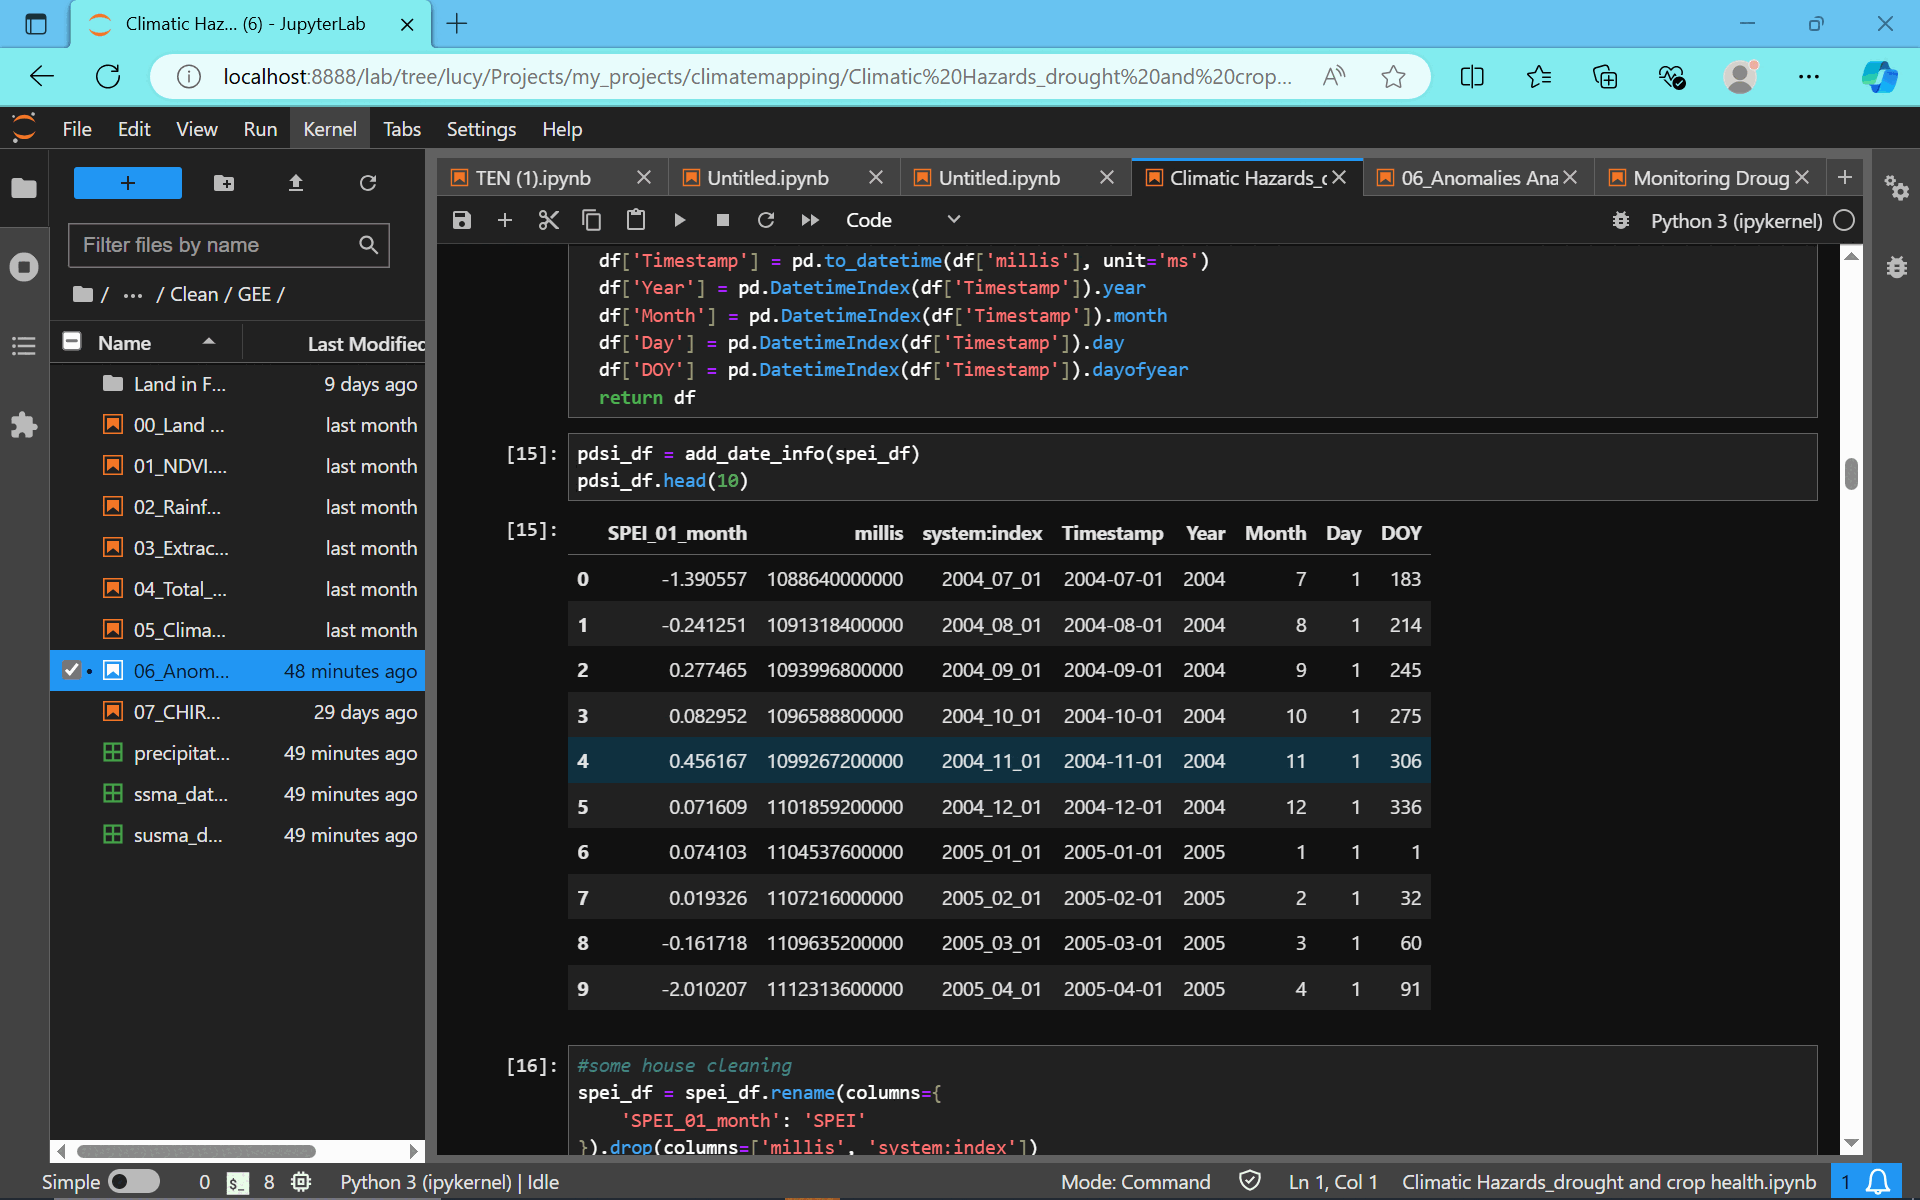 Climatic Haz... (6) - JupyterLab
localhost:8888/lab/tree/lucy/Projects/my_projects/climatemapping/Climatic%20Hazards_drought%20and%20crop...
File Edit View Run Kernel Tabs Settings Help
TEN (1).ipynb
Untitled.ipynb
Untitled.ipynb
Climatic Hazards_
06_Anomalies Ana
Monitoring Droug
Code
Python 3 (ipykernel)
Filter files by name
/ ... / Clean / GEE /
Name Last Modified
Land in F... 9 days ago
00_Land ... last month
01_NDVI.... last month
02_Rainf... last month
03_Extrac... last month
04_Total_... last month
05_Clima... last month
06_Anom... 48 minutes ago
07_CHIR... 29 days ago
precipitat... 49 minutes ago
ssma_dat... 49 minutes ago
susma_d... 49 minutes ago
df['Timestamp'] = pd.to_datetime(df['millis'], unit='ms')
df['Year'] = pd.DatetimeIndex(df['Timestamp']).year
df['Month'] = pd.DatetimeIndex(df['Timestamp']).month
df['Day'] = pd.DatetimeIndex(df['Timestamp']).day
df['DOY'] = pd.DatetimeIndex(df['Timestamp']).dayofyear
return df
[15]: pdsi_df = add_date_info(spei_df)
pdsi_df.head(10)
[15]: SPEI_01_month millis system:index Timestamp Year Month Day DOY
0 -1.390557 1088640000000 2004_07_01 2004-07-01 2004 7 1 183
1 -0.241251 1091318400000 2004_08_01 2004-08-01 2004 8 1 214
2 0.277465 1093996800000 2004_09_01 2004-09-01 2004 9 1 245
3 0.082952 1096588800000 2004_10_01 2004-10-01 2004 10 1 275
4 0.456167 1099267200000 2004_11_01 2004-11-01 2004 11 1 306
5 0.071609 1101859200000 2004_12_01 2004-12-01 2004 12 1 336
6 0.074103 1104537600000 2005_01_01 2005-01-01 2005 1 1 1
7 0.019326 1107216000000 2005_02_01 2005-02-01 2005 2 1 32
8 -0.161718 1109635200000 2005_03_01 2005-03-01 2005 3 1 60
9 -2.010207 1112313600000 2005_04_01 2005-04-01 2005 4 1 91
[16]: #some house cleaning
spei_df = spei_df.rename(columns={
'SPEI_01_month': 'SPEI'
}).drop(columns=['millis', 'system:index'])
Simple 0 $_ 8 Python 3 (ipykernel) | Idle Mode: Command Ln 1, Col 1 Climatic Hazards_drought and crop health.ipynb 1